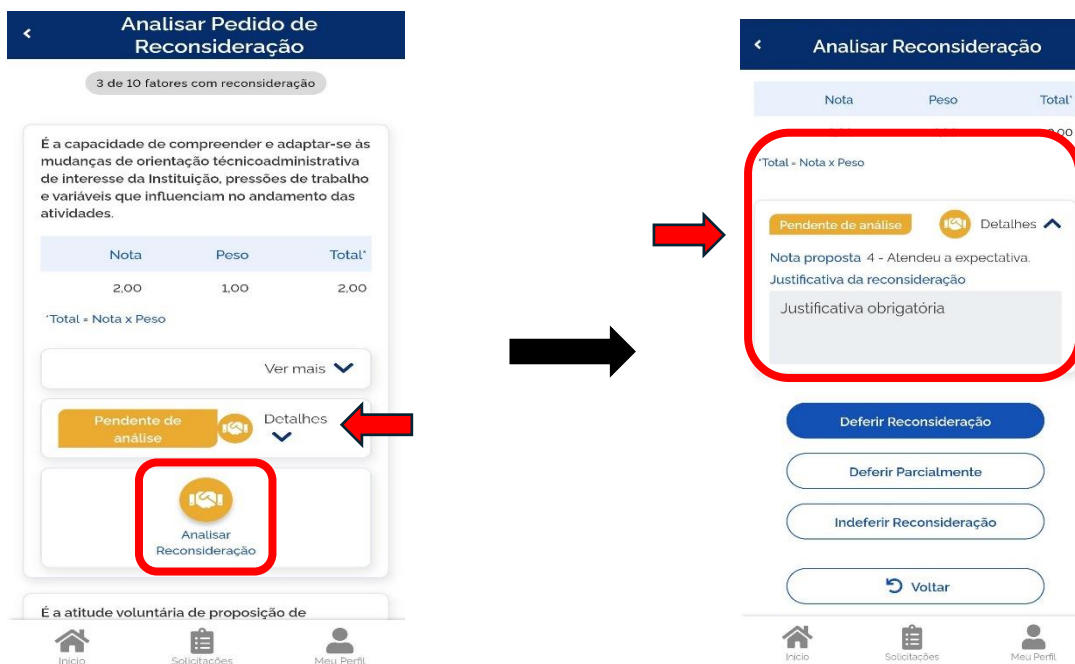 Analisar Pedido de
Reconsideração
3 de 10 fatores com reconsideração
É a capacidade de compreender e adaptar-se às
mudanças de orientação técnicoadministrativa
de interesse da Instituição, pressões de trabalho
e variáveis que influenciam no andamento das
atividades.
Nota Peso Total*
2,00 1,00 2,00
*Total = Nota x Peso
Ver mais
Pendente de
análise
Detalhes
Analisar
Reconsideração
É a atitude voluntária de proposição de
Início Solicitações Meu Perfil
Analisar Reconsideração
Nota Peso Total*
*Total = Nota x Peso
Pendente de análise Detalhes
Nota proposta 4 - Atendeu a expectativa.
Justificativa da reconsideração
Justificativa obrigatória
Deferir Reconsideração
Deferir Parcialmente
Indeferir Reconsideração
Voltar
Início Solicitações Meu Perfil